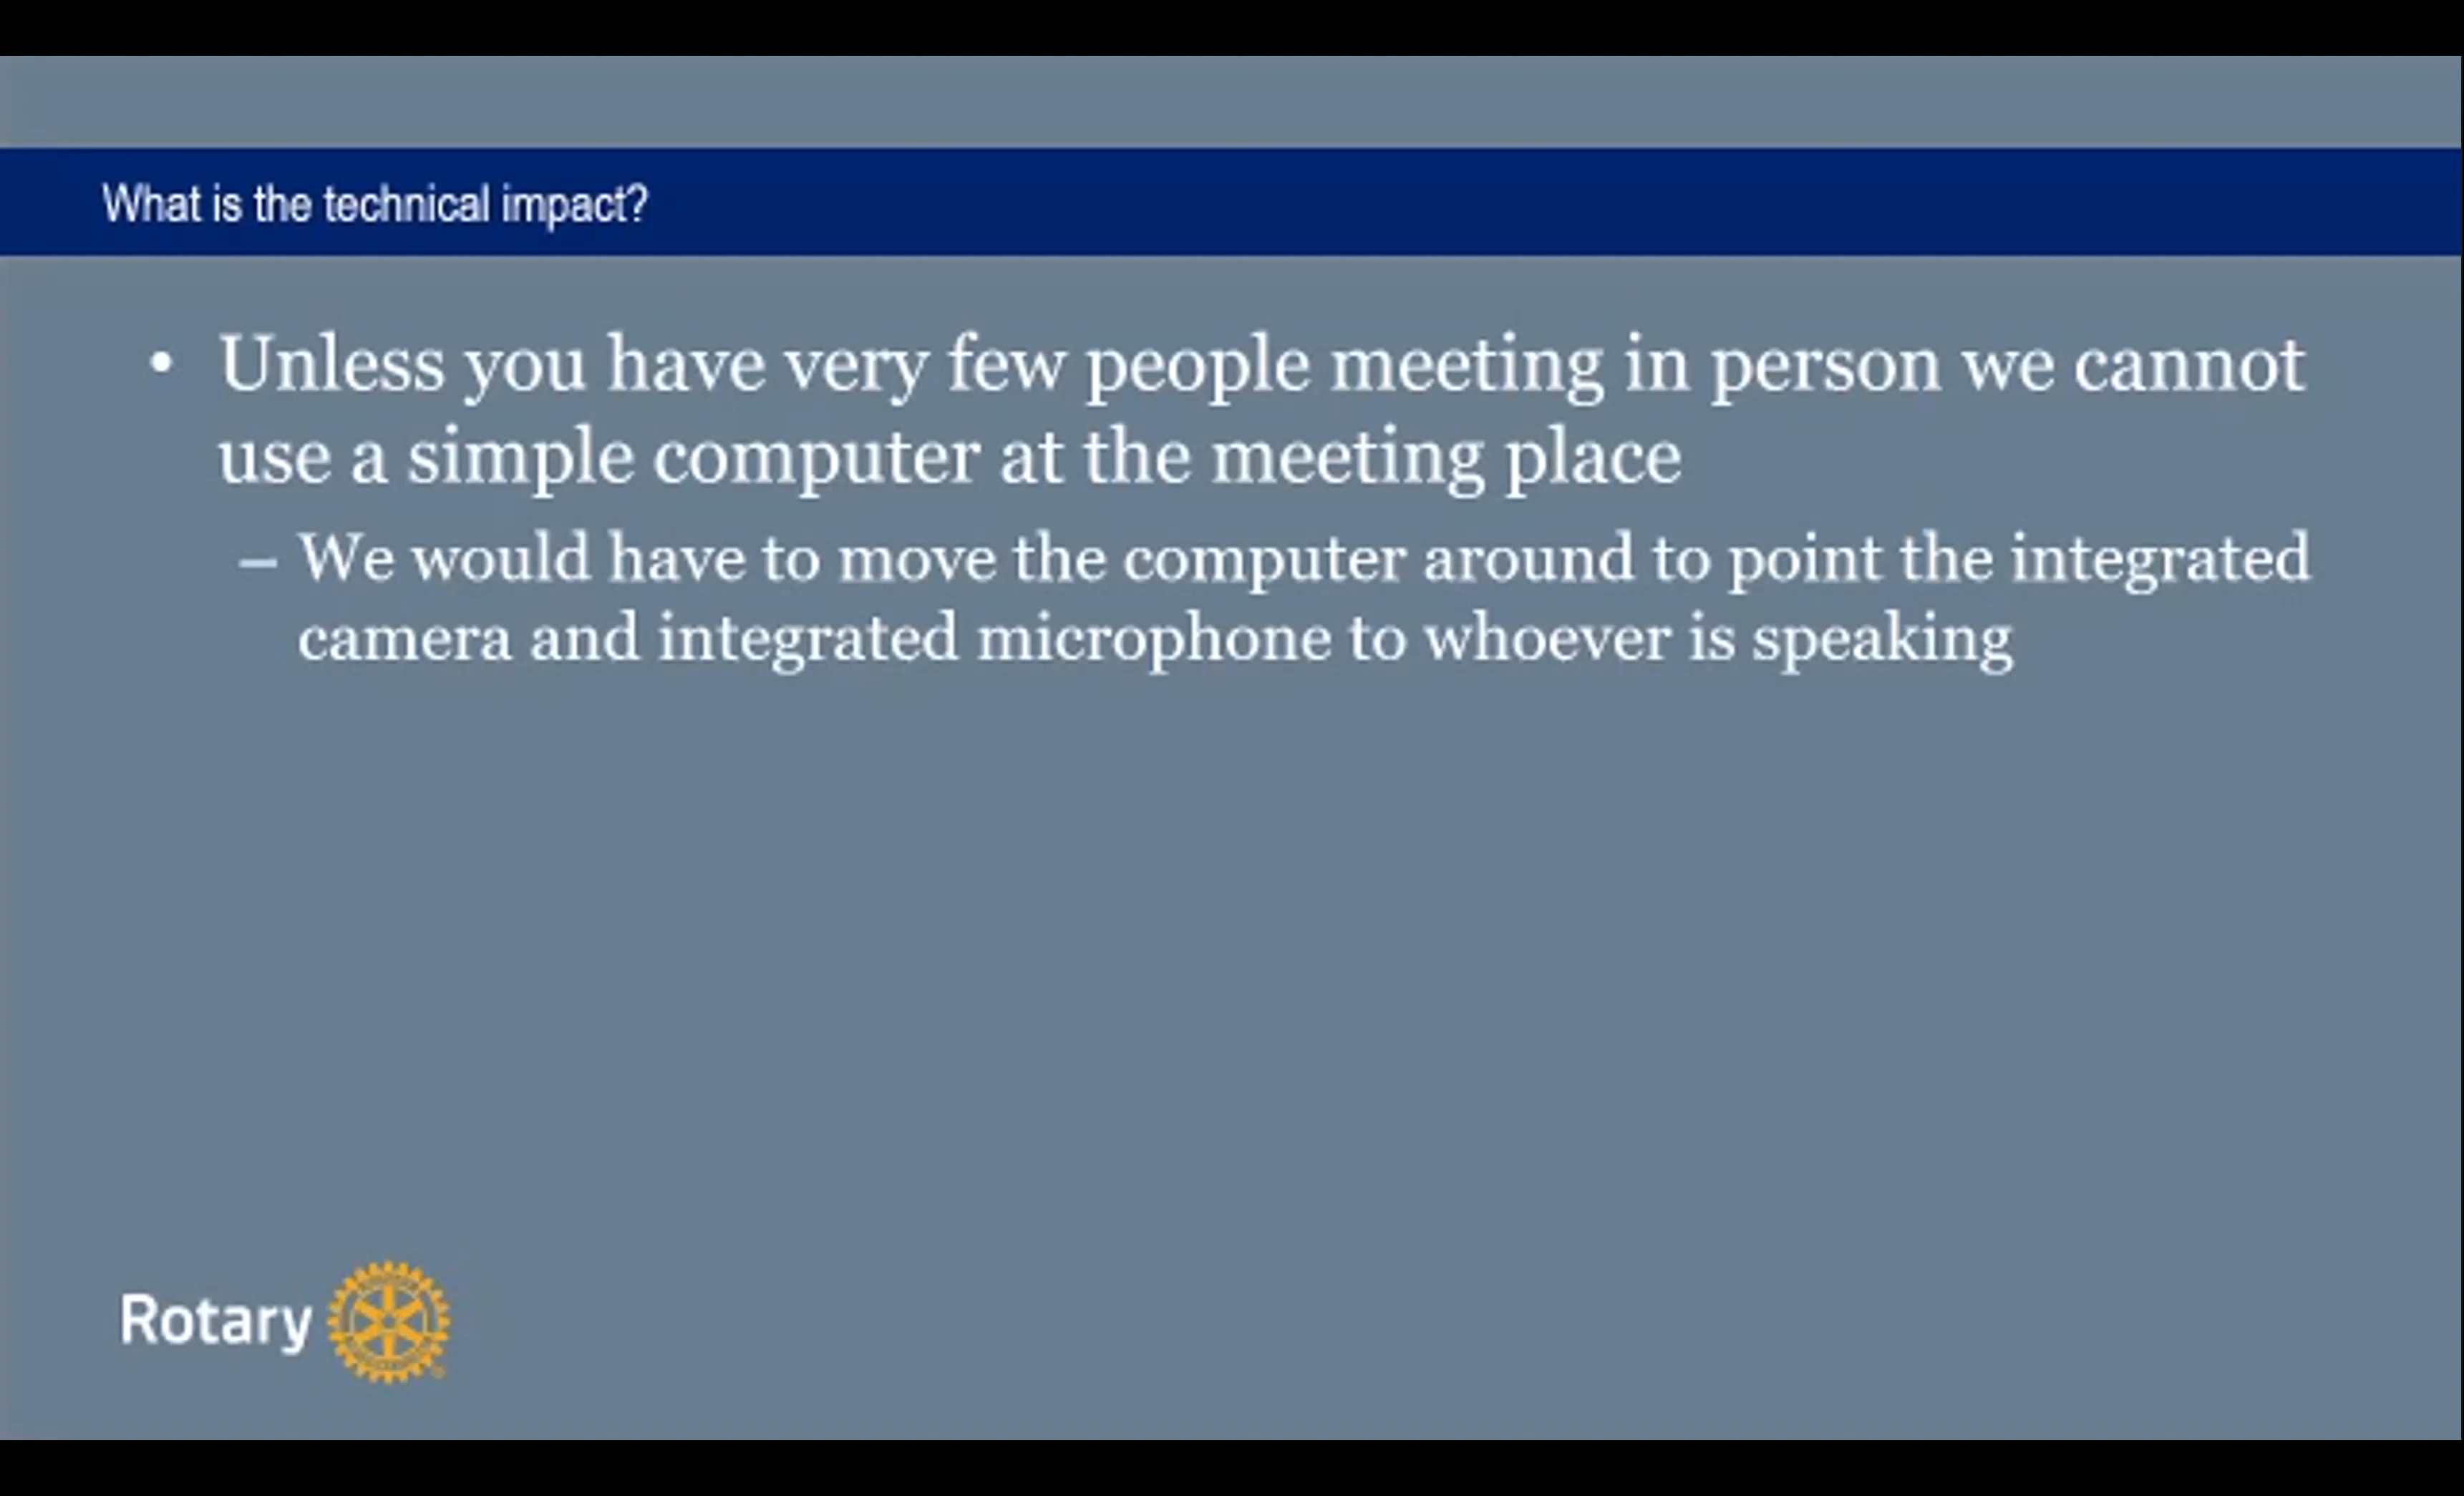 What is the technical impact?
• Unless you have very few people meeting in person we cannot
use a simple computer at the meeting place
– We would have to move the computer around to point the integrated
camera and integrated microphone to whoever is speaking
Rotary